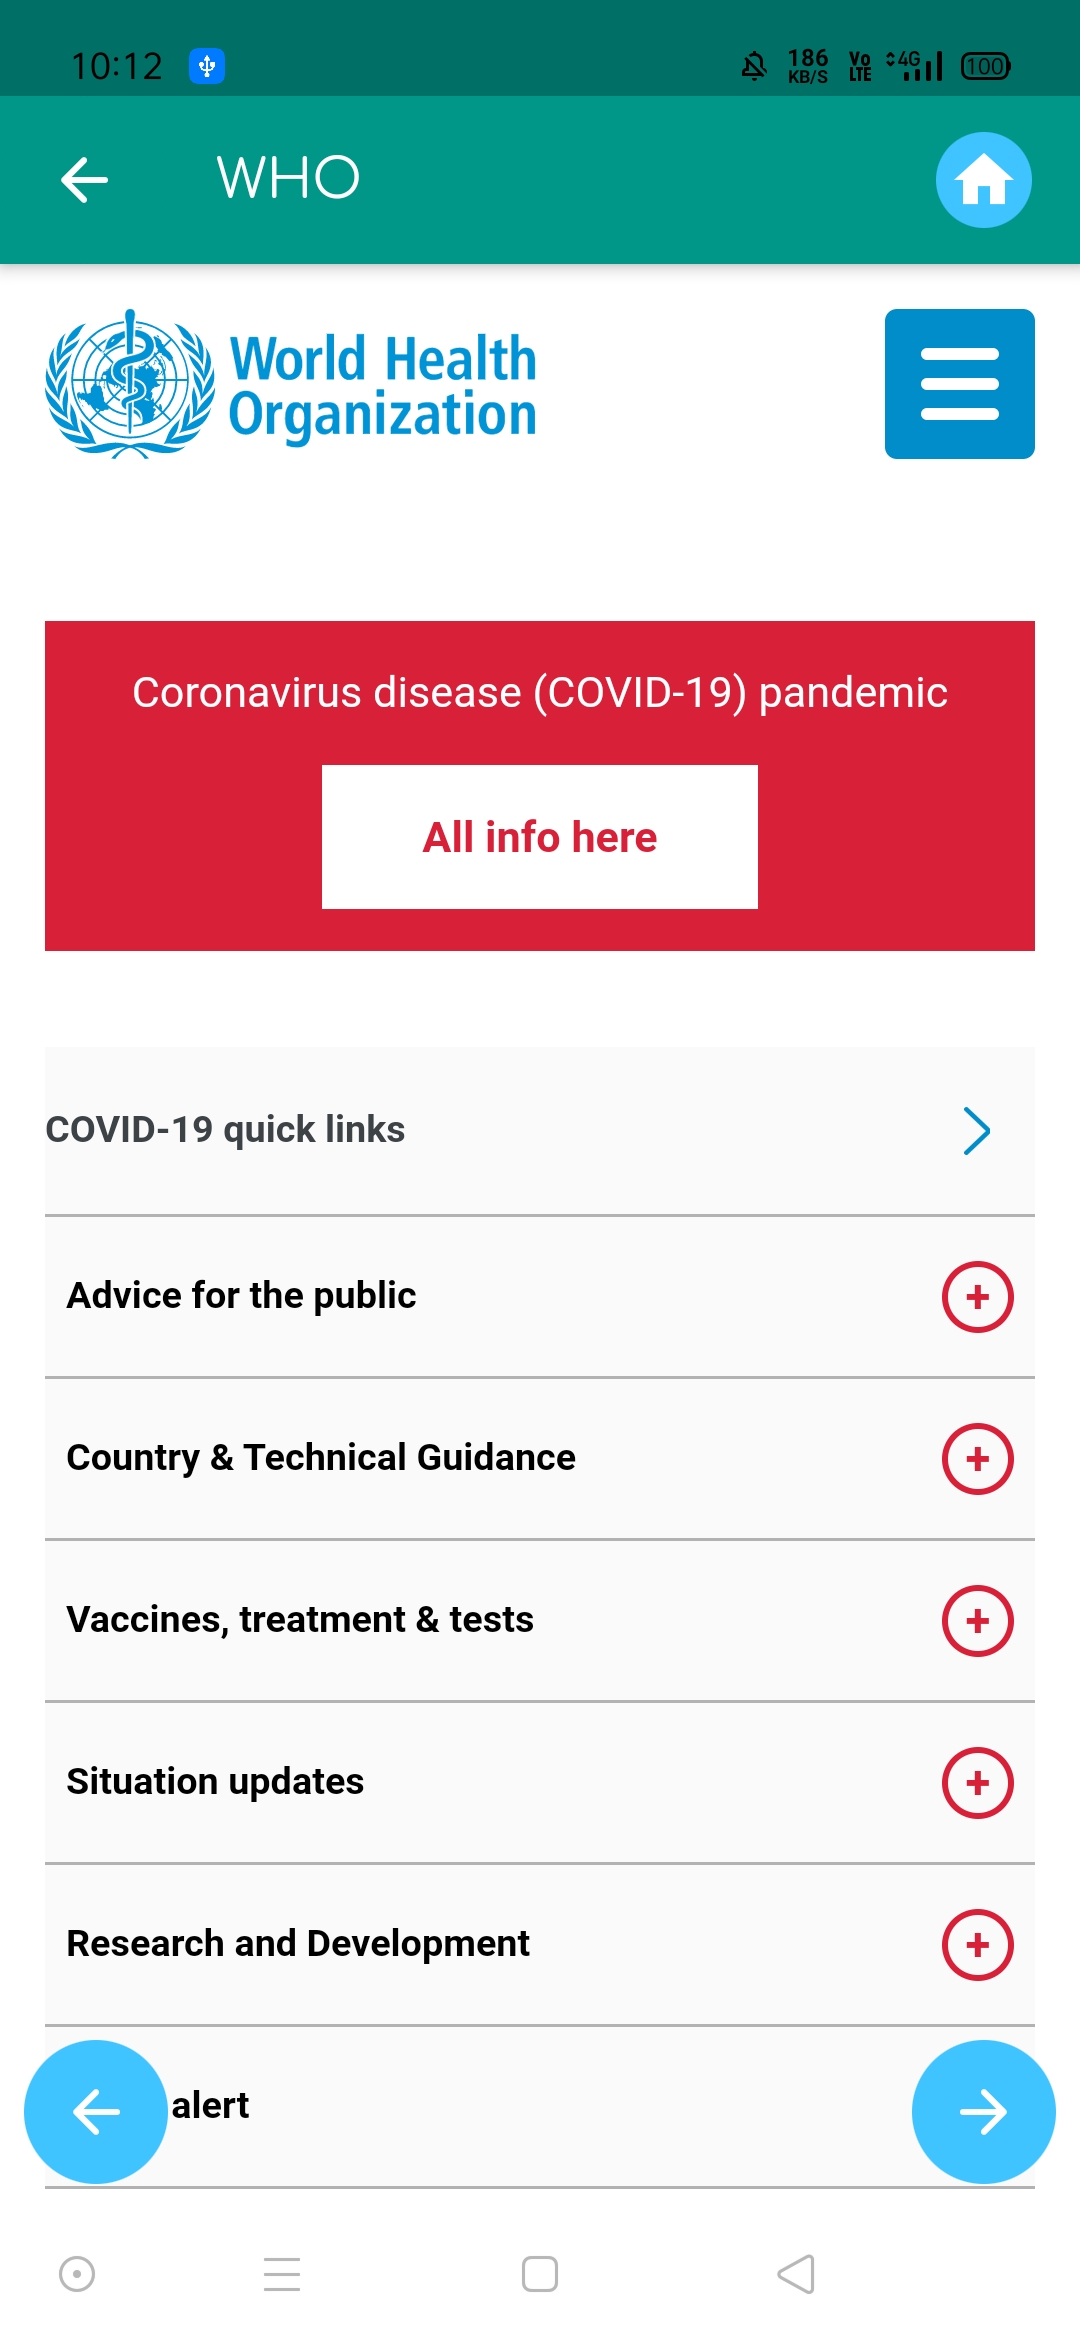 10:12
186
KB/S
Vo
LTE
4G
100
WHO
World Health
Organization
Coronavirus disease (COVID-19) pandemic
All info here
COVID-19 quick links
Advice for the public
Country & Technical Guidance
Vaccines, treatment & tests
Situation updates
Research and Development
alert